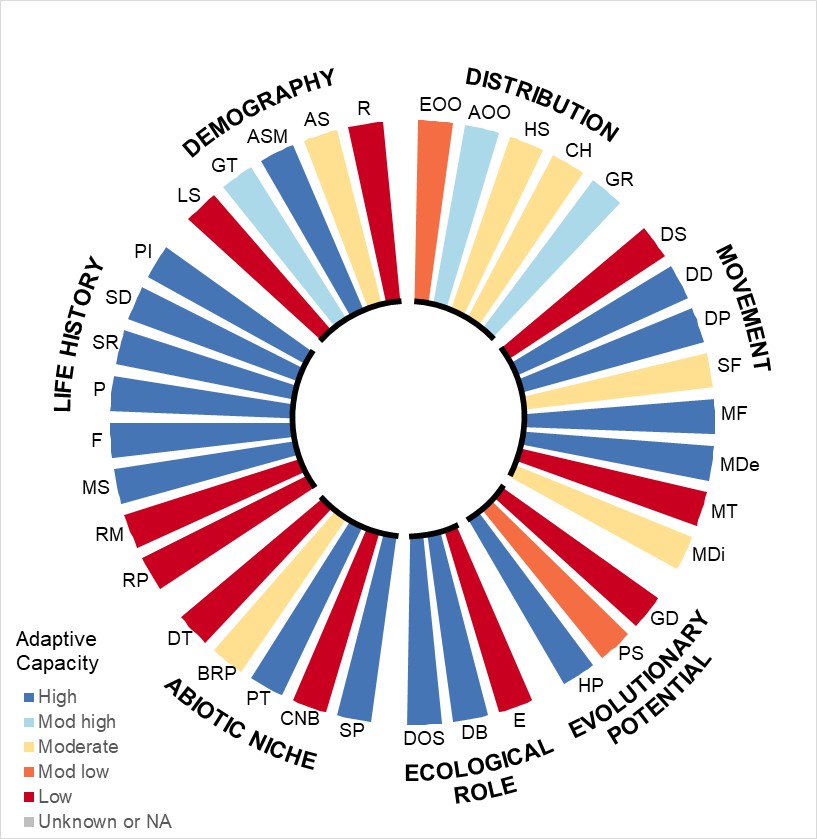 DISTRIBUTION
EOO
AOO
HS
CH
GR
MOVEMENT
DS
DD
DP
SF
MF
MDe
MT
MDi
EVOLUTIONARY
POTENTIAL
GD
PS
HP
ECOLOGICAL
ROLE
E
DB
DOS
ABIOTIC NICHE
SP
CNB
PT
BRP
DT
LIFE HISTORY
RP
RM
MS
F
P
SR
SD
PI
DEMOGRAPHY
LS
GT
ASM
AS
R
Adaptive
Capacity
High
Mod high
Moderate
Mod low
Low
Unknown or NA